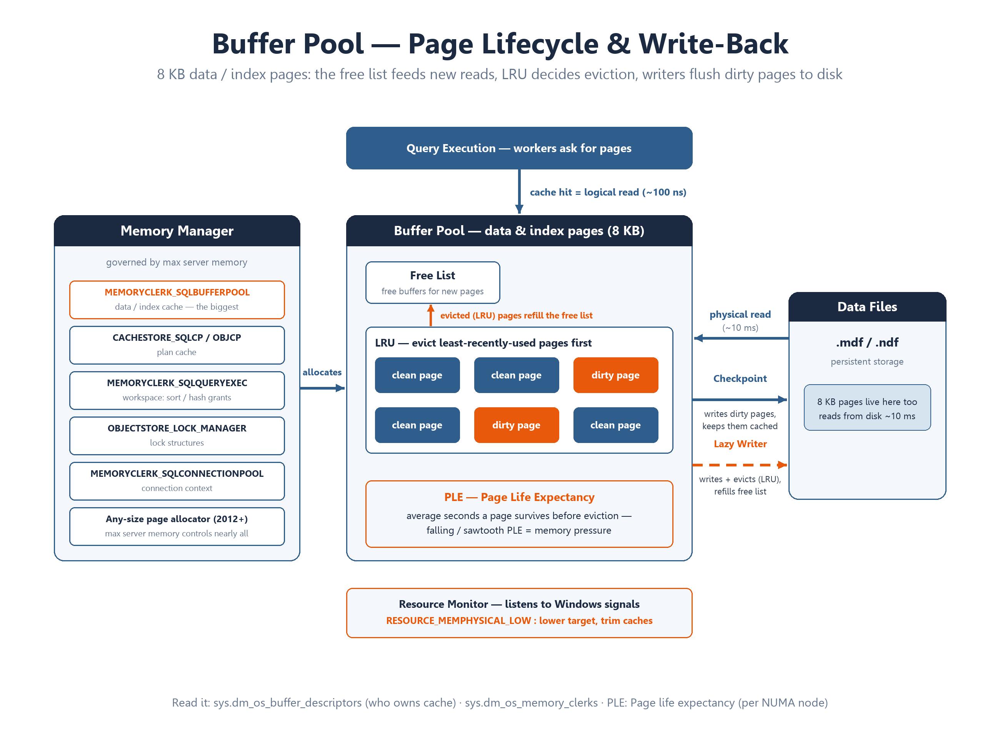 Buffer Pool — Page Lifecycle & Write-Back
8 KB data / index pages: the free list feeds new reads, LRU decides eviction, writers flush dirty pages to disk
Query Execution — workers ask for pages
cache hit = logical read (~100 ns)
Memory Manager
governed by max server memory
MEMORYCLERK_SQLBUFFERPOOL
data / index cache — the biggest
CACHESTORE_SQLCP / OBJCP
plan cache
MEMORYCLERK_SQLQUERYEXEC
workspace: sort / hash grants
OBJECTSTORE_LOCK_MANAGER
lock structures
MEMORYCLERK_SQLCONNECTIONPOOL
connection context
Any-size page allocator (2012+)
max server memory controls nearly all
allocates
Buffer Pool — data & index pages (8 KB)
Free List
free buffers for new pages
evicted (LRU) pages refill the free list
LRU — evict least-recently-used pages first
clean page
clean page
dirty page
clean page
dirty page
clean page
PLE — Page Life Expectancy
average seconds a page survives before eviction —
falling / sawtooth PLE = memory pressure
physical read
(~10 ms)
Checkpoint
writes dirty pages,
keeps them cached
Lazy Writer
writes + evicts (LRU),
refills free list
Data Files
.mdf / .ndf
persistent storage
8 KB pages live here too
reads from disk ~10 ms
Resource Monitor — listens to Windows signals
RESOURCE_MEMPHYSICAL_LOW : lower target, trim caches
Read it: sys.dm_os_buffer_descriptors (who owns cache) · sys.dm_os_memory_clerks · PLE: Page life expectancy (per NUMA node)